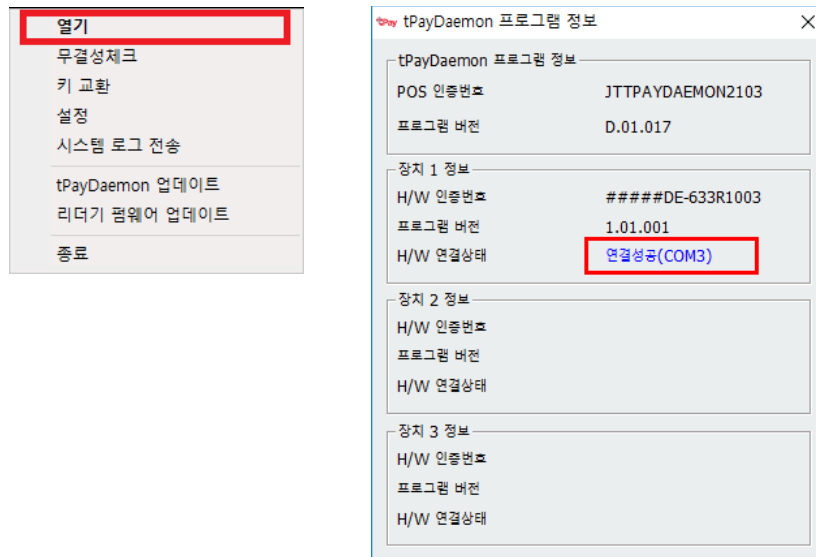 열기
무결성체크
키 교환
설정
시스템 로그 전송
tPayDaemon 업데이트
리더기 펌웨어 업데이트
종료
tPay tPayDaemon 프로그램 정보
tPayDaemon 프로그램 정보
POS 인증번호 JTTPAYDAEMON2103
프로그램 버전 D.01.017
장치 1 정보
H/W 인증번호 #####DE-633R1003
프로그램 버전 1.01.001
H/W 연결상태 연결성공(COM3)
장치 2 정보
H/W 인증번호
프로그램 버전
H/W 연결상태
장치 3 정보
H/W 인증번호
프로그램 버전
H/W 연결상태